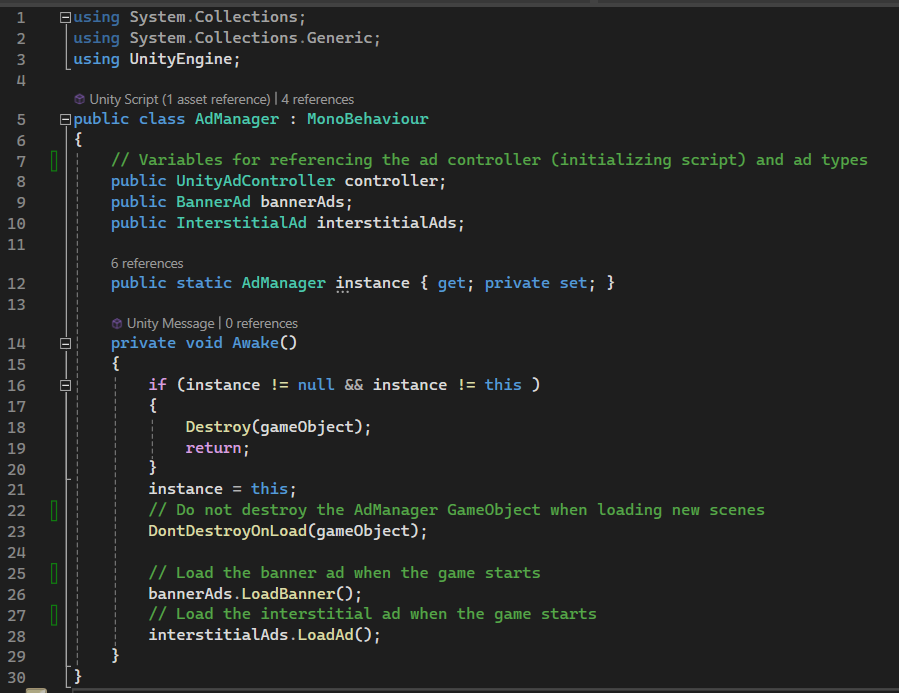 1 using System.Collections;
2 using System.Collections.Generic;
3 using UnityEngine;
4
Unity Script (1 asset reference) | 4 references
5 public class AdManager : MonoBehaviour
6 {
7 // Variables for referencing the ad controller (initializing script) and ad types
8 public UnityAdController controller;
9 public BannerAd bannerAds;
10 public InterstitialAd interstitialAds;
11
6 references
12 public static AdManager instance { get; private set; }
13
Unity Message | 0 references
14 private void Awake()
15 {
16 if (instance != null && instance != this )
17 {
18 Destroy(gameObject);
19 return;
20 }
21 instance = this;
22 // Do not destroy the AdManager GameObject when loading new scenes
23 DontDestroyOnLoad(gameObject);
24
25 // Load the banner ad when the game starts
26 bannerAds.LoadBanner();
27 // Load the interstitial ad when the game starts
28 interstitialAds.LoadAd();
29 }
30 }